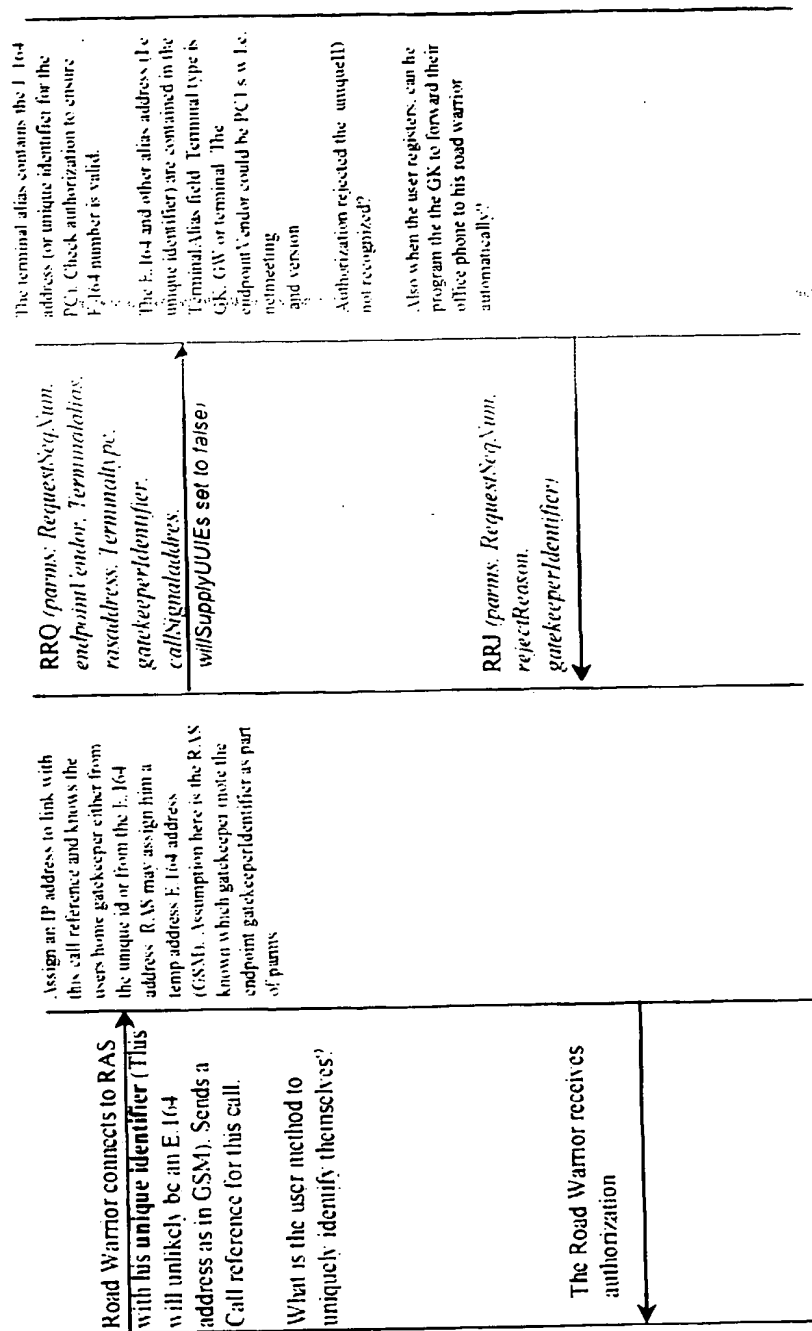 Road Warrior connects to RAS
with his unique identifier (This
will unlikely be an E.164
address as in GSM). Sends a
Call reference for this call.
What is the user method to
uniquely identify themselves?
The Road Warrior receives
authorization
Assign an IP address to link with
this call reference and knows the
users home gatekeeper either from
the unique id or from the E.164
address RAS may assign him a
temp address E.164 address
(GSM). Assumption here is the RAS
known which gatekeeper inote the
endpoint gatekeeperIdentifier as part
of parms
RRQ (parms: RequestSeqNum,
endpointVendor, Terminalalias,
rasaddress, Terminaltype,
gatekeeperIdentifier,
callSignaladdres,
willSupplyUUIEs set to false)
RRJ (parms, RequestSeqNum,
rejectReason,
gatekeeperIdentifier)
The terminal alias contains the E.164
address (or unique identifier for the
PC). Check authorization to ensure
E.164 number is valid.
The E.164 and other alias address (I.e
unique identifier) are contained in the
TerminalAlias field Terminal type is
GK, GW or terminal The
endpointVendor could be PC1 s w I.e.
netmeeting
and version
Authorization rejected the uniqueID
not recognized?
Also when the user registers, can he
program the the GK to forward their
office phone to his road warrior
automatically?